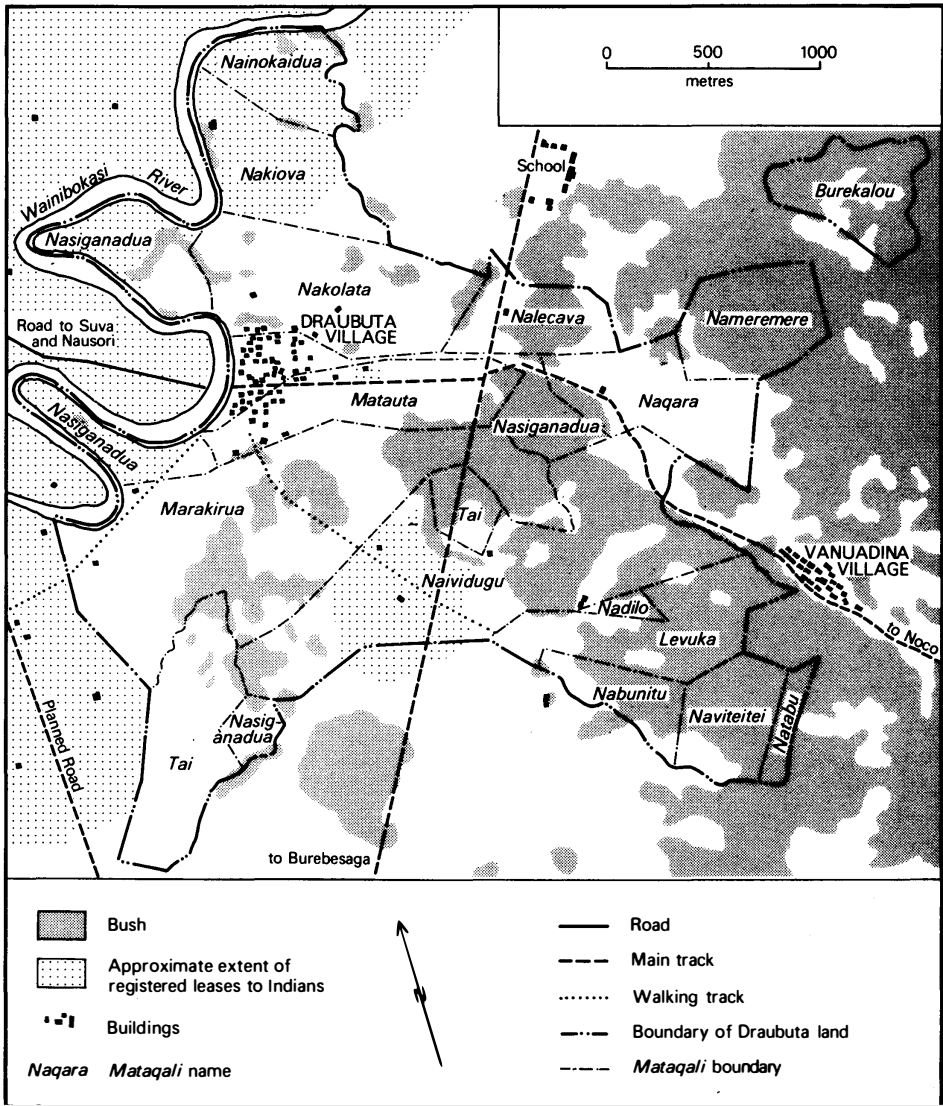 0 500 1000
metres
Nainokaidua
School
Burekalou
Wainibokasi
River
Nakiova
Nasiganadua
Nakolata
Nalecava
Nameremere
DRAUBUTA
VILLAGE
Road to Suva
and Nausori
Matauta
Naqara
Nasiganadua
Nasiganadua
Marakirua
Tai
VANUADINA
VILLAGE
Naividugu
Nadilo
Levuka
to Noco
Nabunitu
Naviteitei
Natabu
Planned Road
Nasig-
anadua
Tai
to Burebesaga
Bush
Approximate extent of
registered leases to Indians
Buildings
Naqara Mataqali name
N
Road
Main track
Walking track
Boundary of Draubuta land
Mataqali boundary